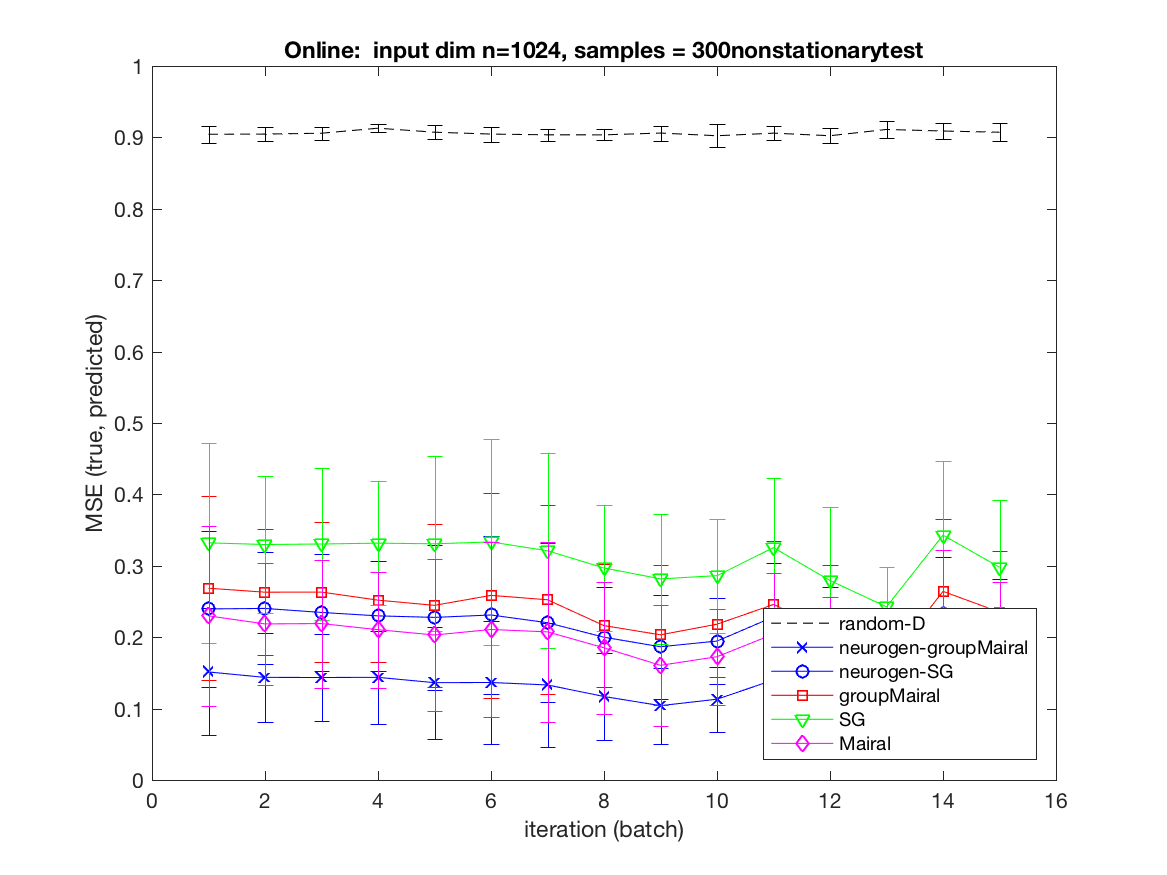 Online:  input dim n=1024, samples = 300nonstationarytest
1
0.9
0.8
0.7
0.6
0.5
0.4
0.3
0.2
0.1
0
MSE (true, predicted)
random-D
neurogen-groupMairal
neurogen-SG
groupMairal
SG
Mairal
0 2 4 6 8 10 12 14 16
iteration (batch)